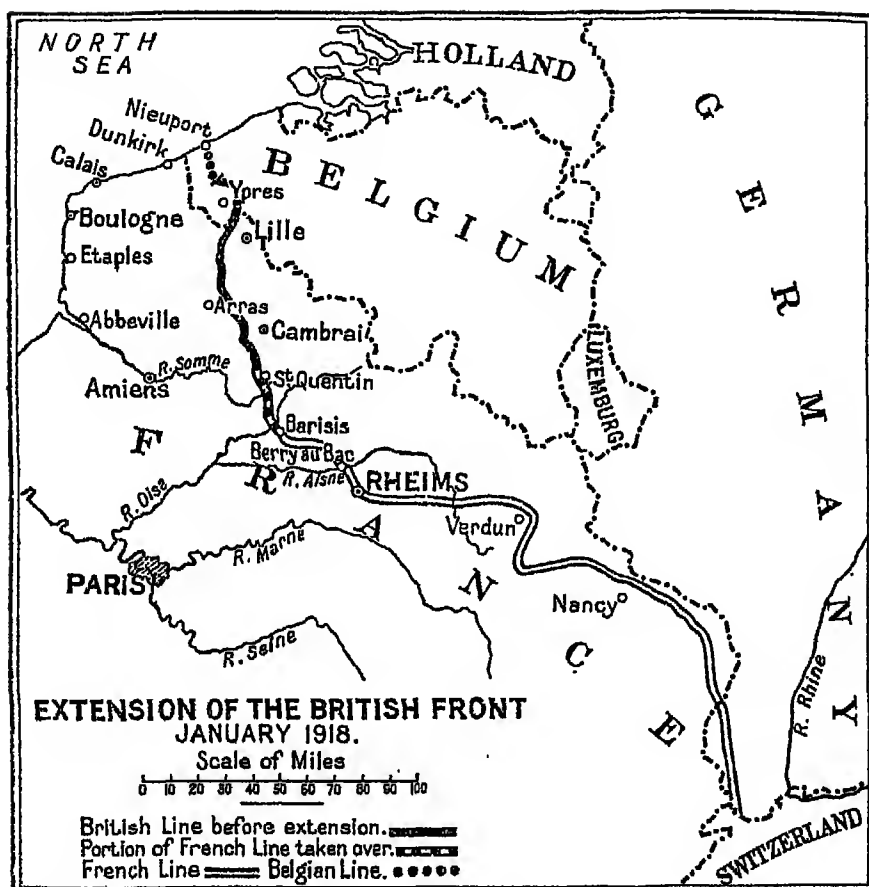 NORTH
SEA
HOLLAND
GERMANY
Nieuport
Dunkirk
Calais
BELGIUM
Ypres
Boulogne
Lille
Etaples
Arras
Abbeville
Cambrai
LUXEMBURG
R. Somme
Amiens
St Quentin
FRANCE
Barisis
Berry au Bac
R. Aisne
RHEIMS
R. Oise
Verdun
R. Marne
PARIS
Nancy
R. Seine
R. Rhine
EXTENSION OF THE BRITISH FRONT
JANUARY 1918.
Scale of Miles
0 10 20 30 40 50 60 70 80 90 100
British Line before extension.
Portion of French Line taken over.
French Line Belgian Line.
SWITZERLAND